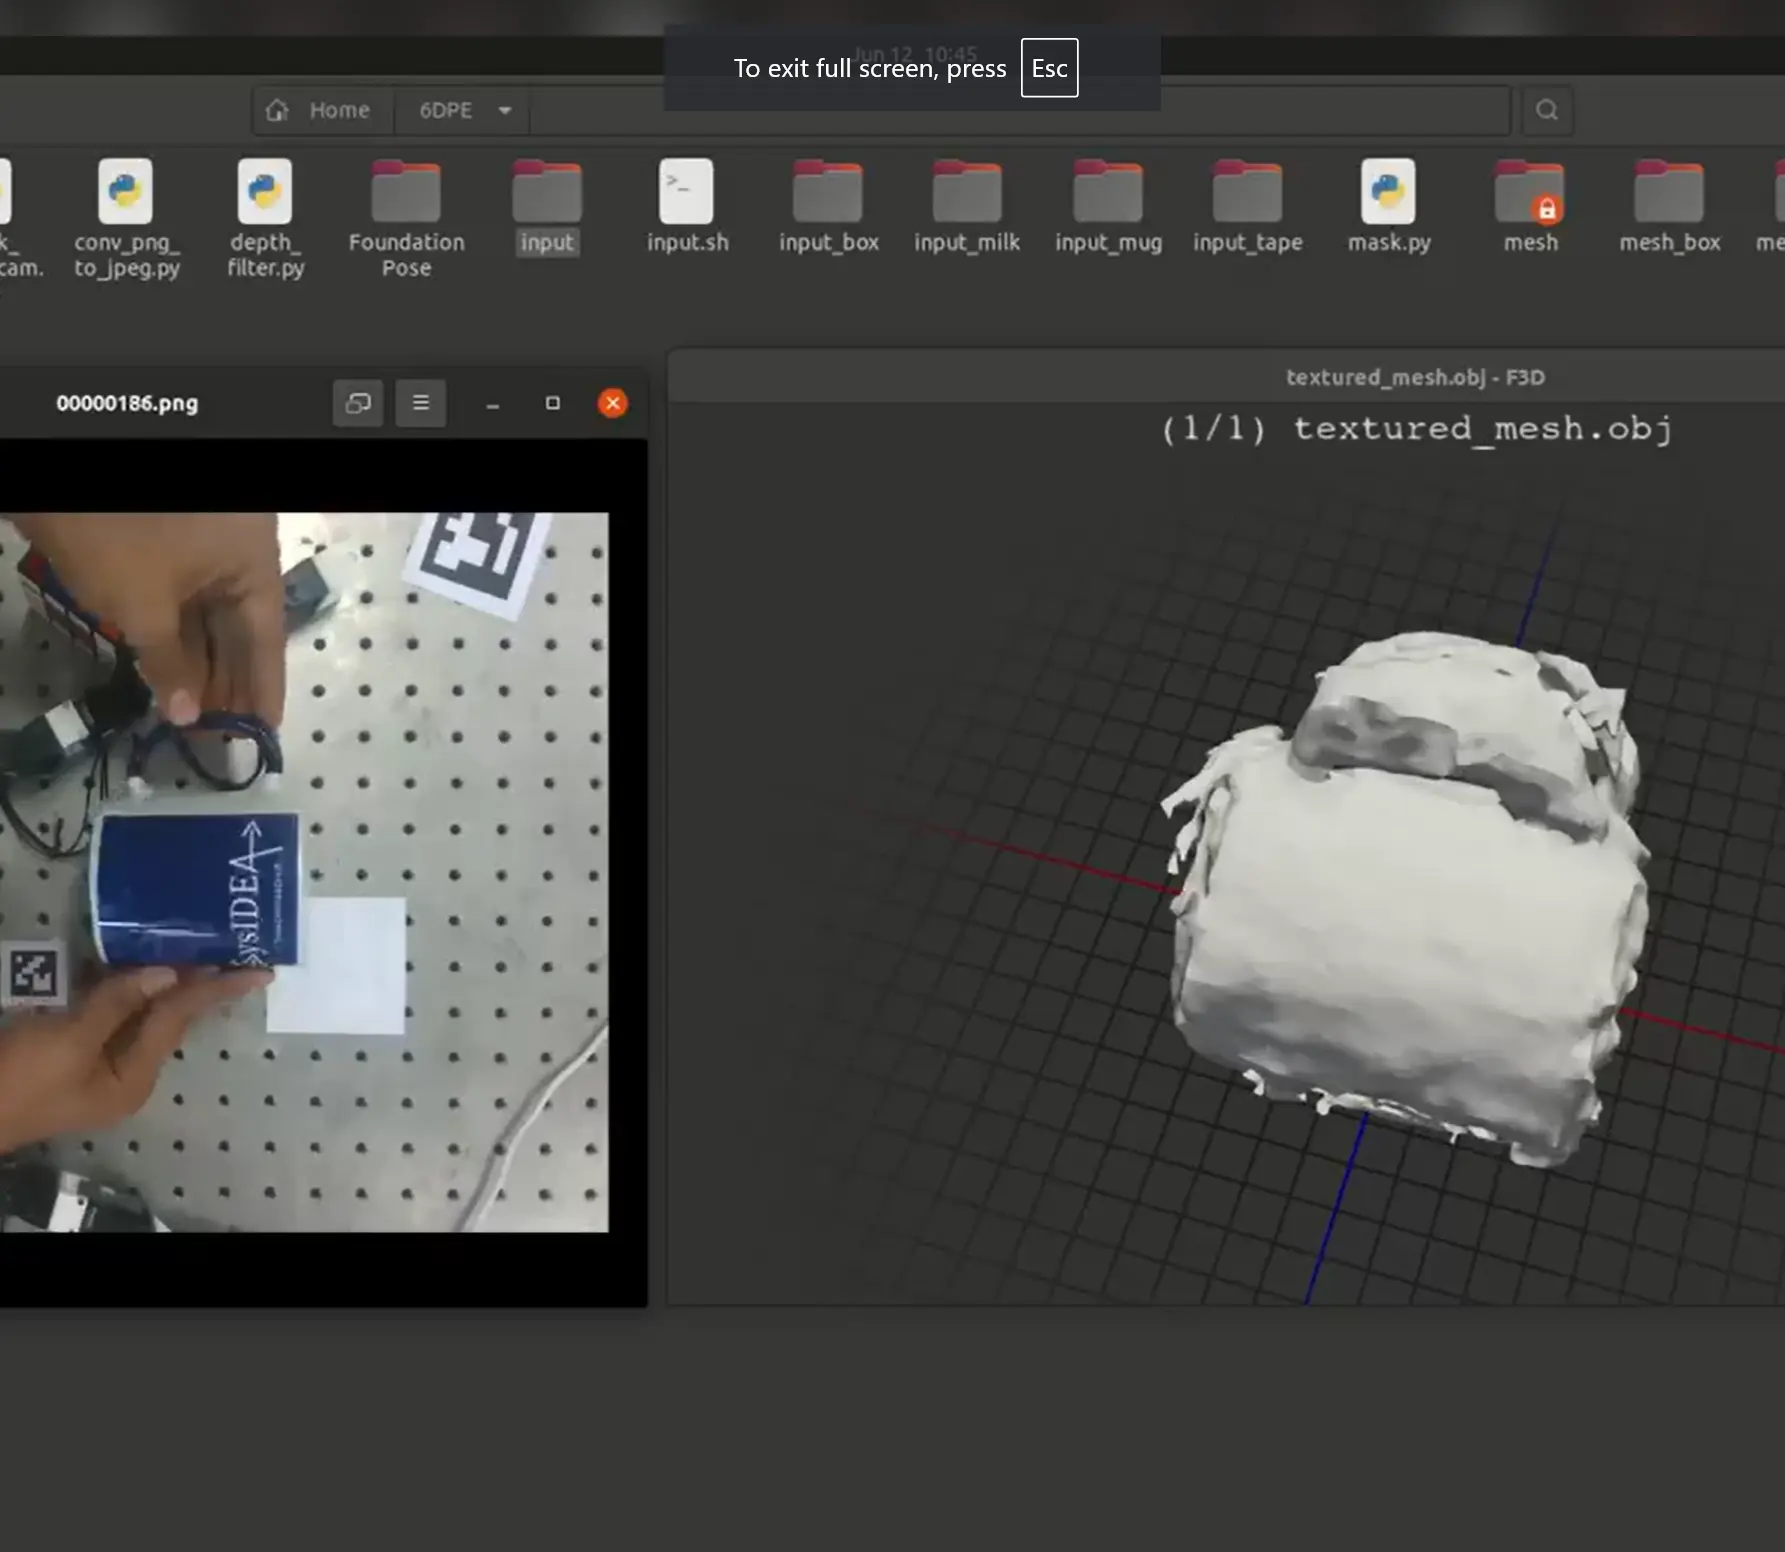 Jun 12 10:45
To exit full screen, press Esc
Home
6DPE
k_
cam.
conv_png_
to_jpeg.py
depth_
filter.py
Foundation
Pose
input
input.sh
input_box
input_milk
input_mug
input_tape
mask.py
mesh
mesh_box
me
00000186.png
textured_mesh.obj - F3D
(1/1) textured_mesh.obj
SysIDEA